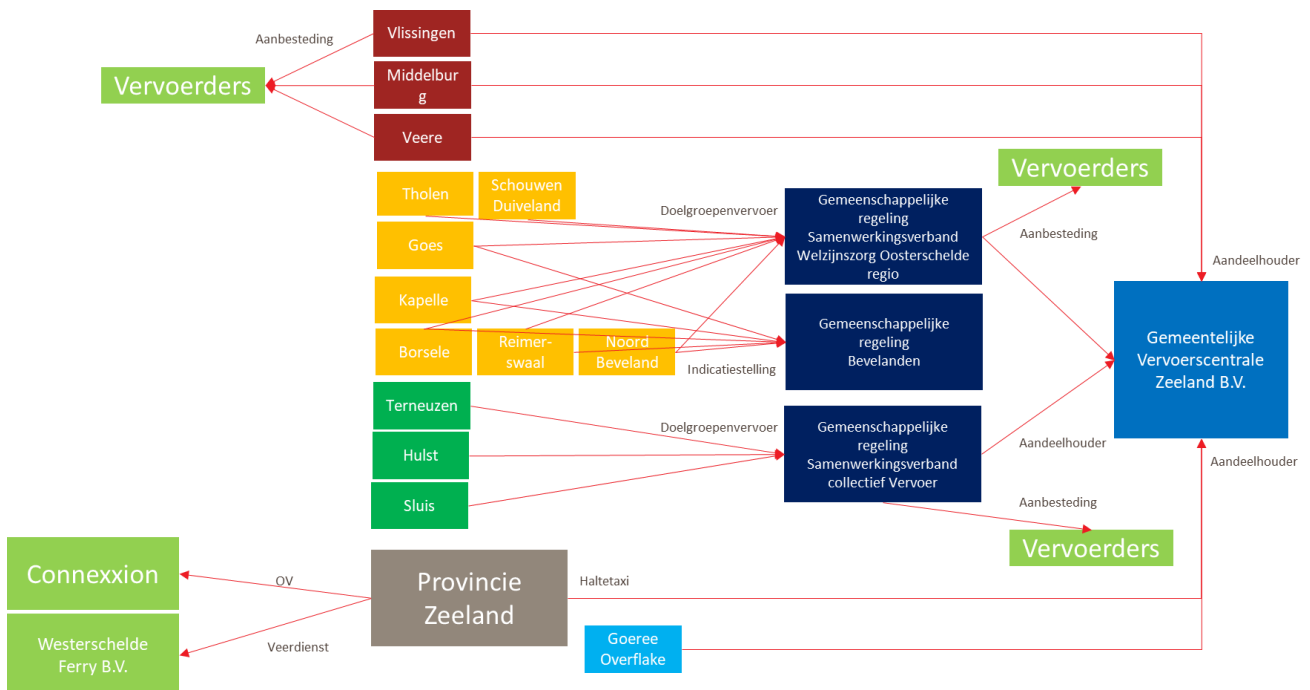 Vlissingen
Aanbesteding
Vervoerders
Middelbur
g
Veere
Tholen
Schouwen
Duiveland
Goes
Kapelle
Borsele
Reimer-
swaal
Noord
Beveland
Doelgroepenvervoer
Indicatiestelling
Gemeenschappelijke
regeling
Samenwerkingsverband
Welzijnszorg Oosterschelde
regio
Gemeenschappelijke
regeling
Bevelanden
Vervoerders
Aanbesteding
Aandeelhouder
Gemeentelijke
Vervoerscentrale
Zeeland B.V.
Terneuzen
Hulst
Sluis
Doelgroepenvervoer
Gemeenschappelijke
regeling
Samenwerkingsverband
collectief Vervoer
Aandeelhouder
Aandeelhouder
Aanbesteding
Vervoerders
Connexxion
OV
Westerschelde
Ferry B.V.
Veerdienst
Provincie
Zeeland
Haltetaxi
Goeree
Overflake